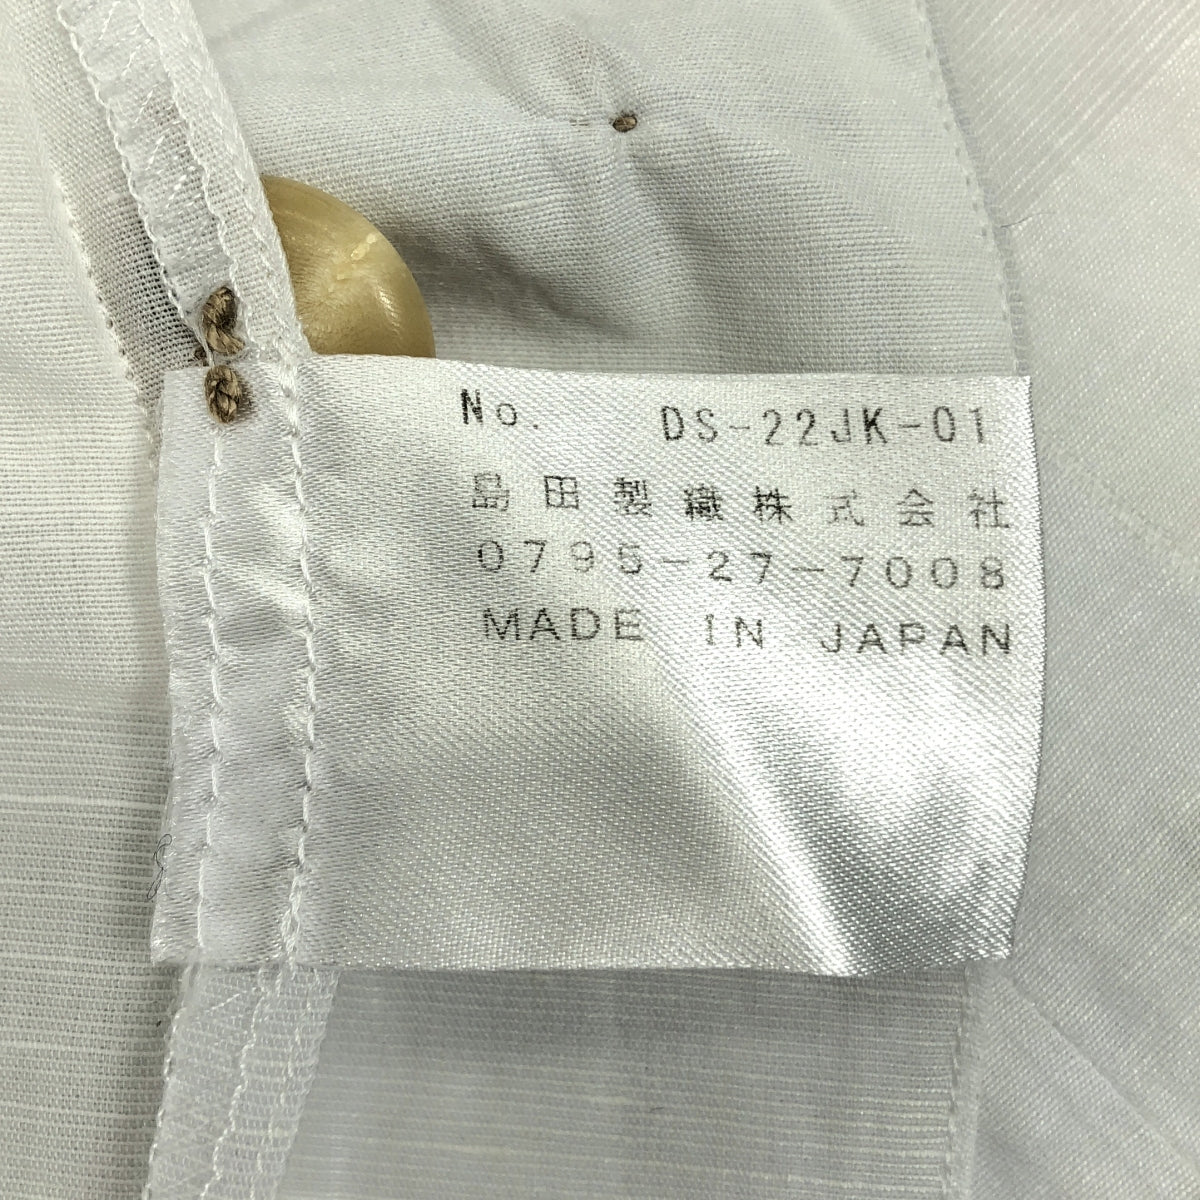 No. DS-22JK-01
島田製織株式会社
0795-27-7008
MADE IN JAPAN